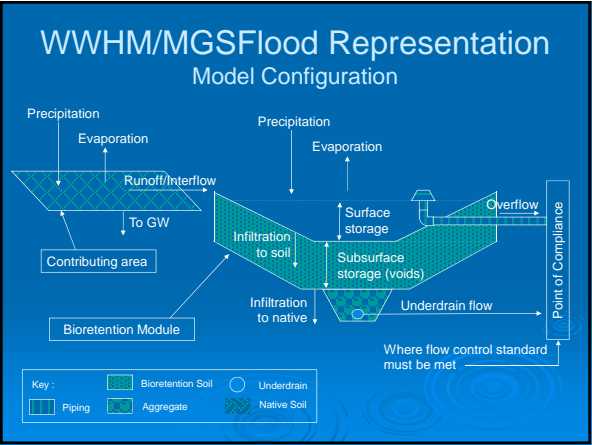 WWHM/MGSFlood Representation
Model Configuration
Precipitation
Evaporation
Runoff/Interflow
To GW
Contributing area
Precipitation
Evaporation
Surface
storage
Overflow
Infiltration
to soil
Subsurface
storage (voids)
Infiltration
to native
Underdrain flow
Bioretention Module
Point of Compliance
Where flow control standard
must be met
Key :
Bioretention Soil
Underdrain
Piping
Aggregate
Native Soil